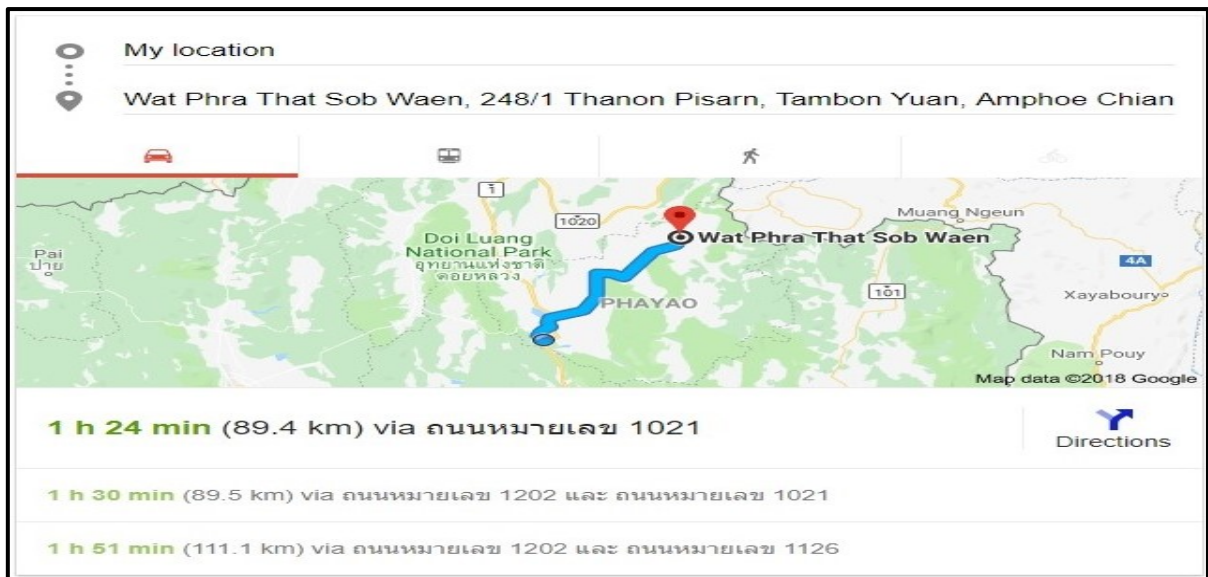 My location
Wat Phra That Sob Waen, 248/1 Thanon Pisarn, Tambon Yuan, Amphoe Chian
1
1020
Muang Ngeun
Doi Luang
National Park
อุทยานแห่งชาติ
ดอยหลวง
Wat Phra That Sob Waen
Pai
ปาย
4A
101
PHAYAO
Xayaboury
Nam Pouy
Map data ©2018 Google
1 h 24 min (89.4 km) via ถนนหมายเลข 1021
Directions
1 h 30 min (89.5 km) via ถนนหมายเลข 1202 และ ถนนหมายเลข 1021
1 h 51 min (111.1 km) via ถนนหมายเลข 1202 และ ถนนหมายเลข 1126